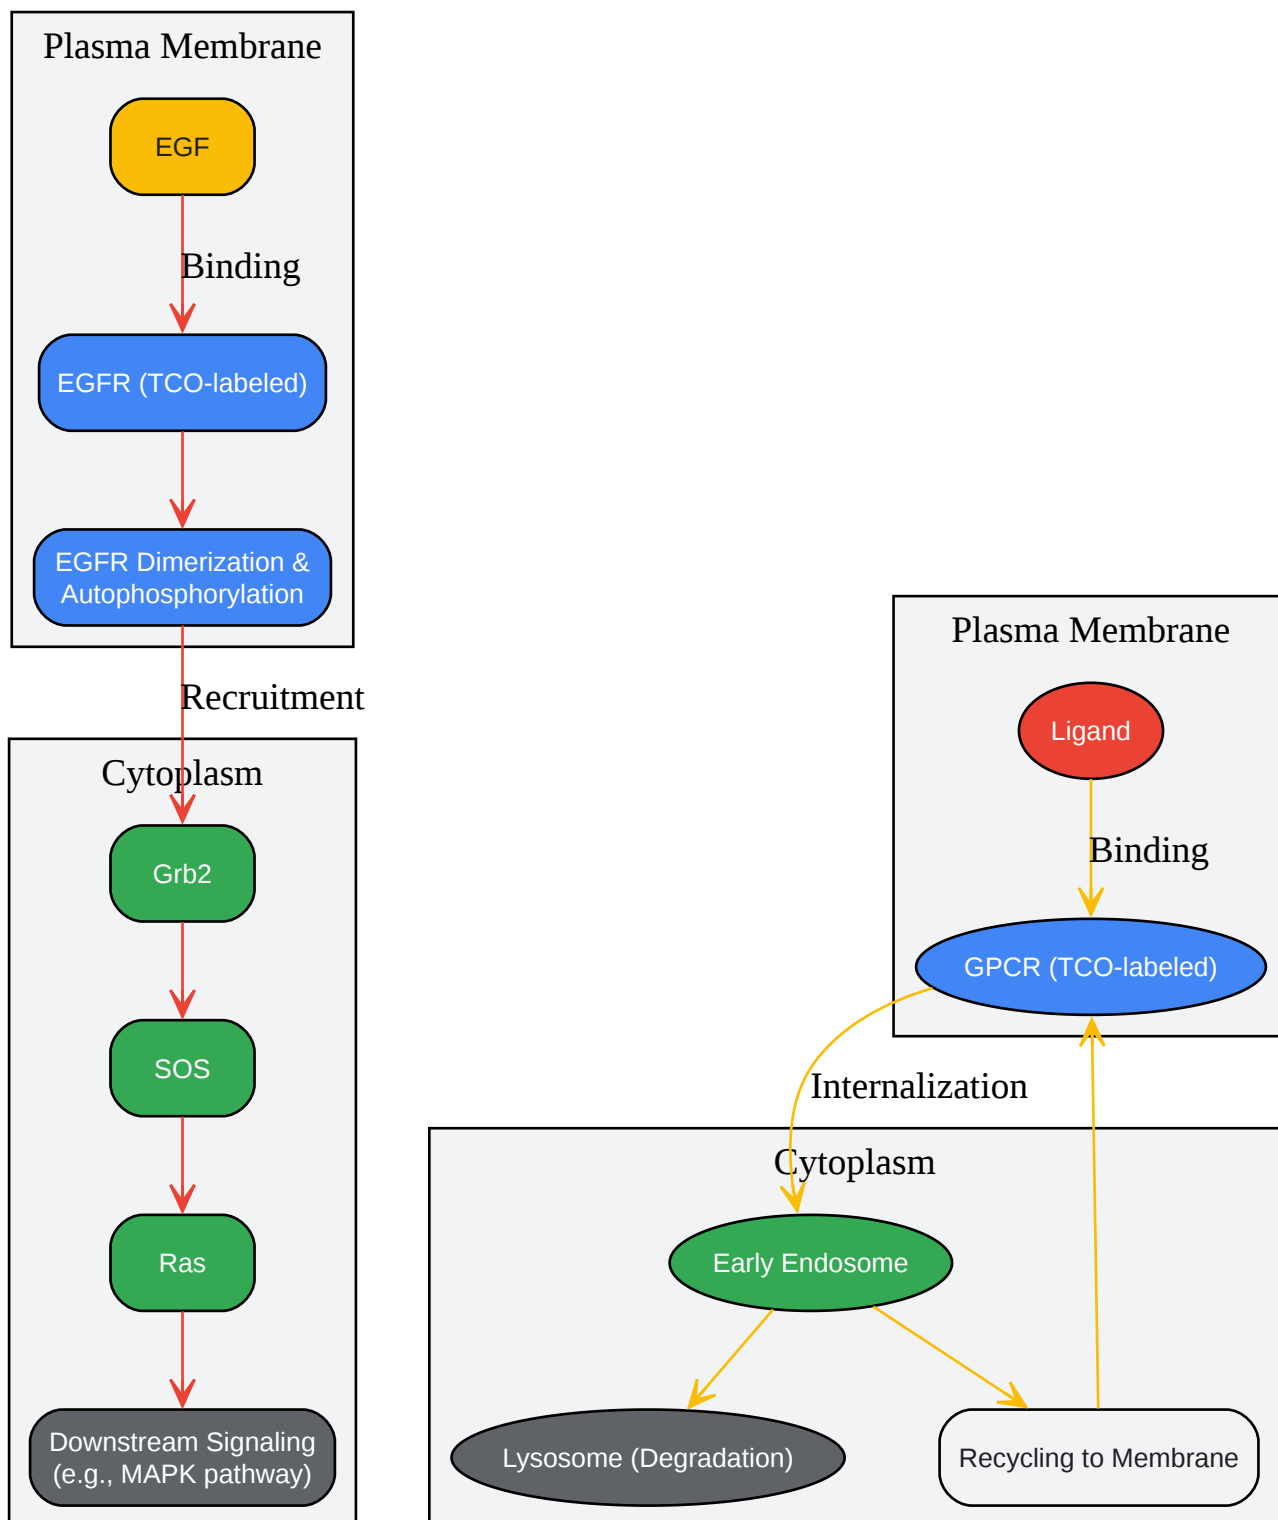 Plasma Membrane
EGF
Binding
EGFR (TCO-labeled)
EGFR Dimerization &
Autophosphorylation
Recruitment
Cytoplasm
Grb2
SOS
Ras
Downstream Signaling
(e.g., MAPK pathway)
Plasma Membrane
Ligand
Binding
GPCR (TCO-labeled)
Internalization
Cytoplasm
Early Endosome
Lysosome (Degradation)
Recycling to Membrane